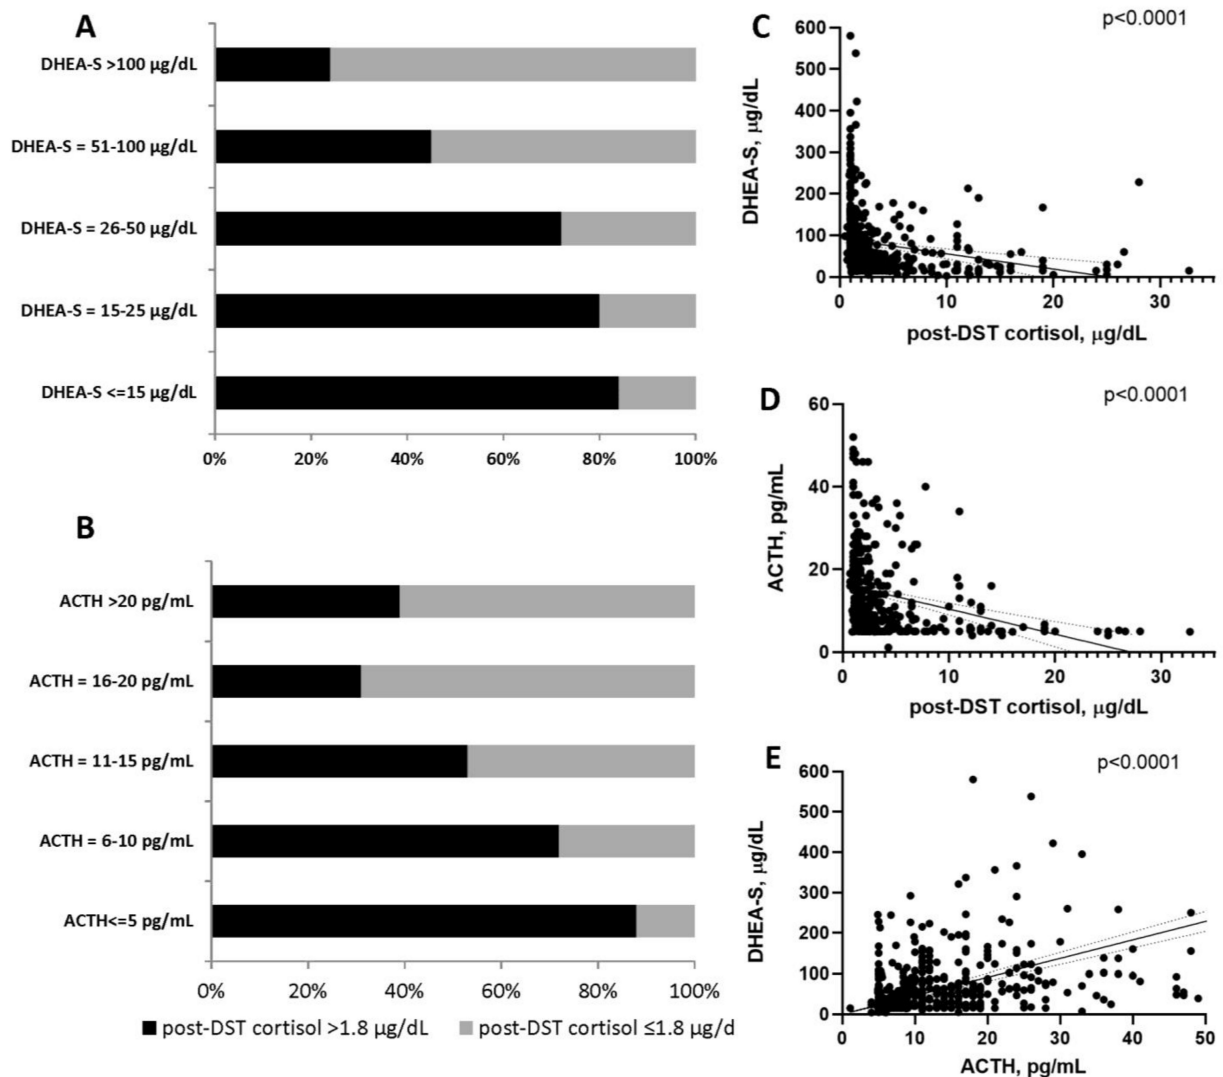 A
DHEA-S >100 µg/dL
DHEA-S = 51-100 µg/dL
DHEA-S = 26-50 µg/dL
DHEA-S = 15-25 µg/dL
DHEA-S <=15 µg/dL
0% 20% 40% 60% 80% 100%
B
ACTH >20 pg/mL
ACTH = 16-20 pg/mL
ACTH = 11-15 pg/mL
ACTH = 6-10 pg/mL
ACTH<=5 pg/mL
0% 20% 40% 60% 80% 100%
post-DST cortisol >1.8 µg/dL post-DST cortisol ≤1.8 µg/d
C
p<0.0001
DHEA-S, µg/dL
600
500
400
300
200
100
0
0 10 20 30
post-DST cortisol, µg/dL
D
p<0.0001
ACTH, pg/mL
60
40
20
0
0 10 20 30
post-DST cortisol, µg/dL
E
p<0.0001
DHEA-S, µg/dL
600
500
400
300
200
100
0
0 10 20 30 40 50
ACTH, pg/mL